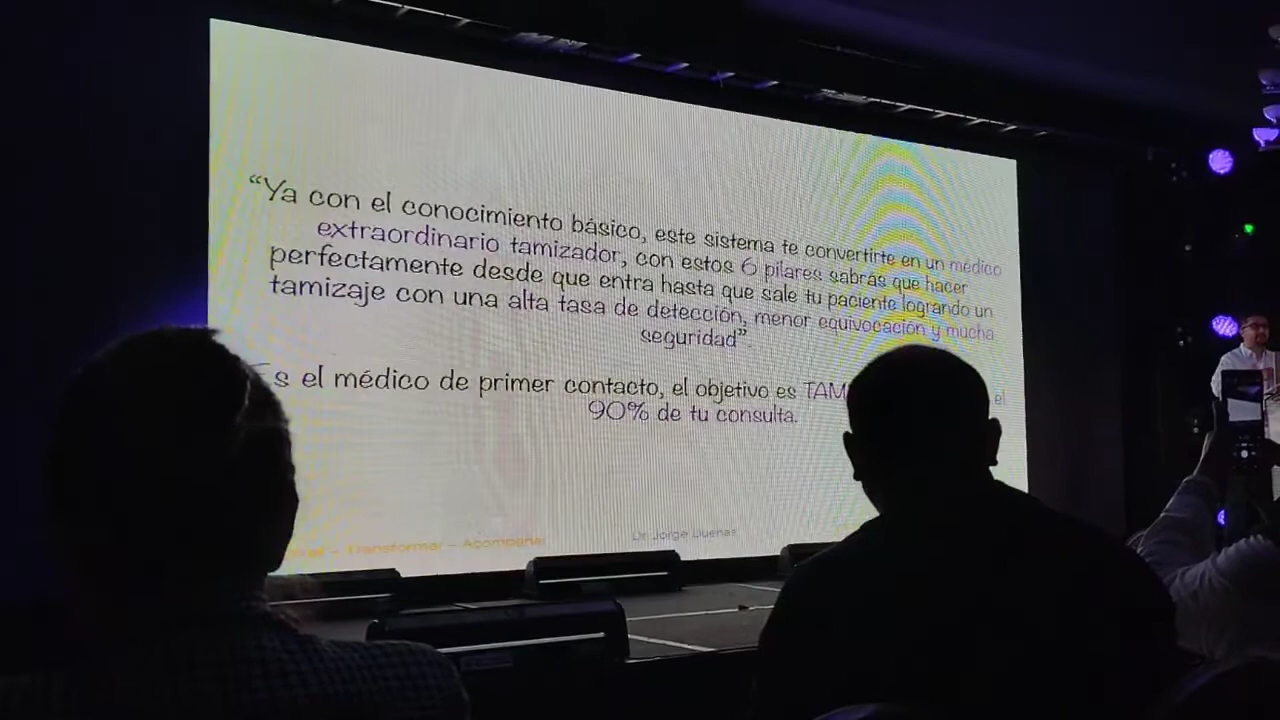 “Ya con el conocimiento básico, este sistema te convertirte en un médico
extraordinario tamizador, con estos 6 pilares sabrás que hacer
perfectamente desde que entra hasta que sale tu paciente logrando un
tamizaje con una alta tasa de detección, menor equivocación y mucha
seguridad”.
s el médico de primer contacto, el objetivo es TAM el
90% de tu consulta.
– Transformar – Acompañar
Dr Jorge Dueñas